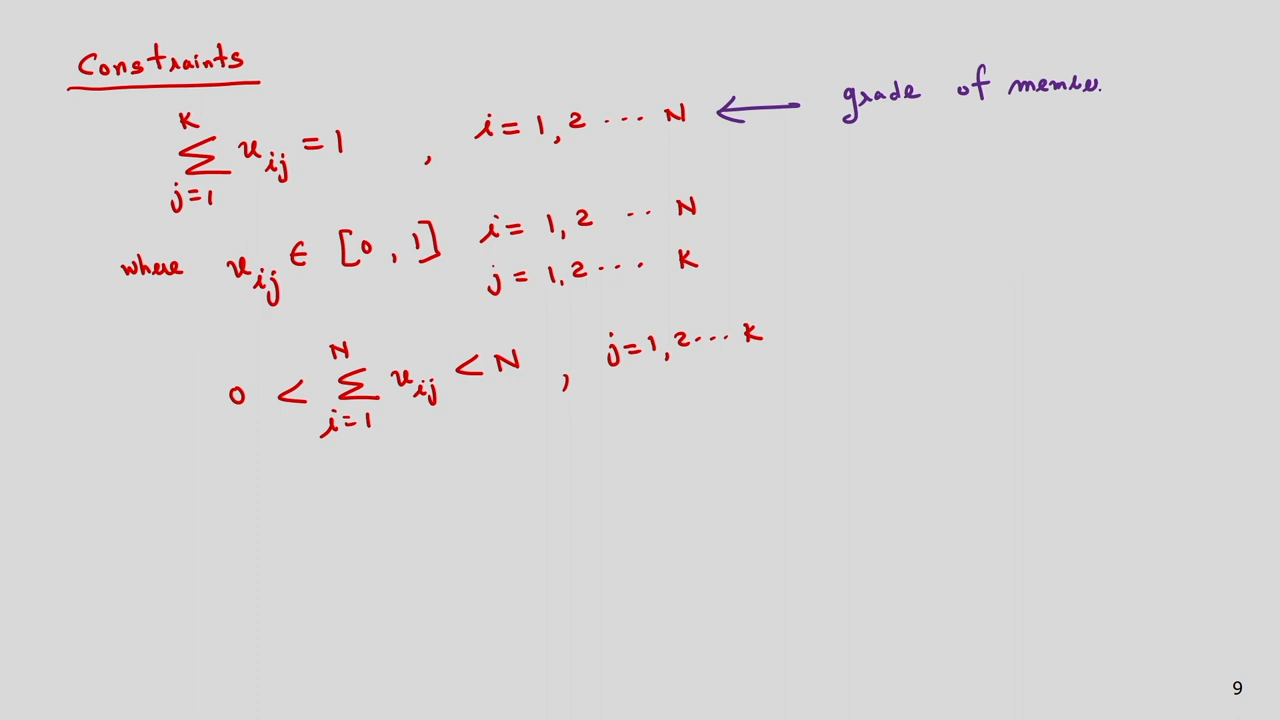 Constraints
K
∑ u_ij = 1 , i = 1, 2 ... N ← grade of membe.
j=1
where u_ij ∈ [0, 1] i = 1, 2 .. N
j = 1, 2 ... K
N
0 < ∑ u_ij < N , j = 1, 2 ... K
i=1
9